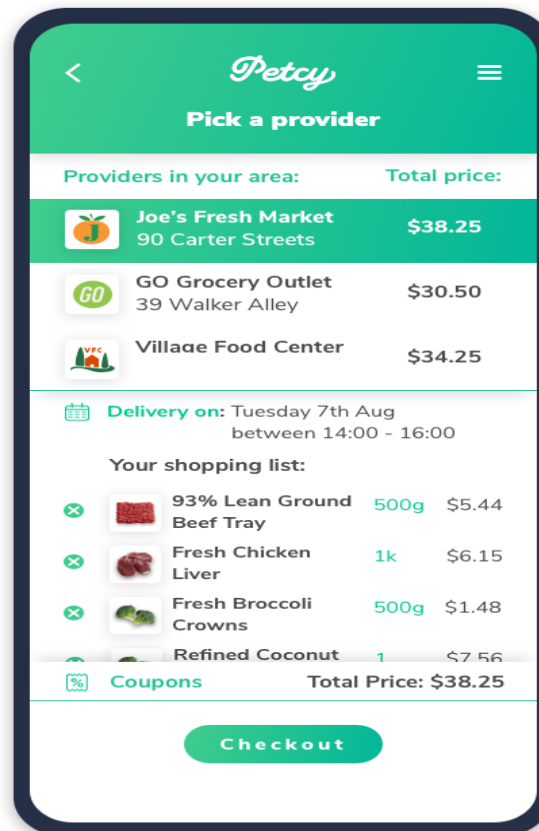 Petcy
Pick a provider
Providers in your area: Total price:
Joe's Fresh Market
90 Carter Streets
$38.25
GO
GO Grocery Outlet
39 Walker Alley
$30.50
VFC
Village Food Center
$34.25
Delivery on: Tuesday 7th Aug
between 14:00 - 16:00
Your shopping list:
93% Lean Ground
Beef Tray
500g $5.44
Fresh Chicken
Liver
1k $6.15
Fresh Broccoli
Crowns
500g $1.48
Refined Coconut
1 $7.56
% Coupons Total Price: $38.25
Checkout